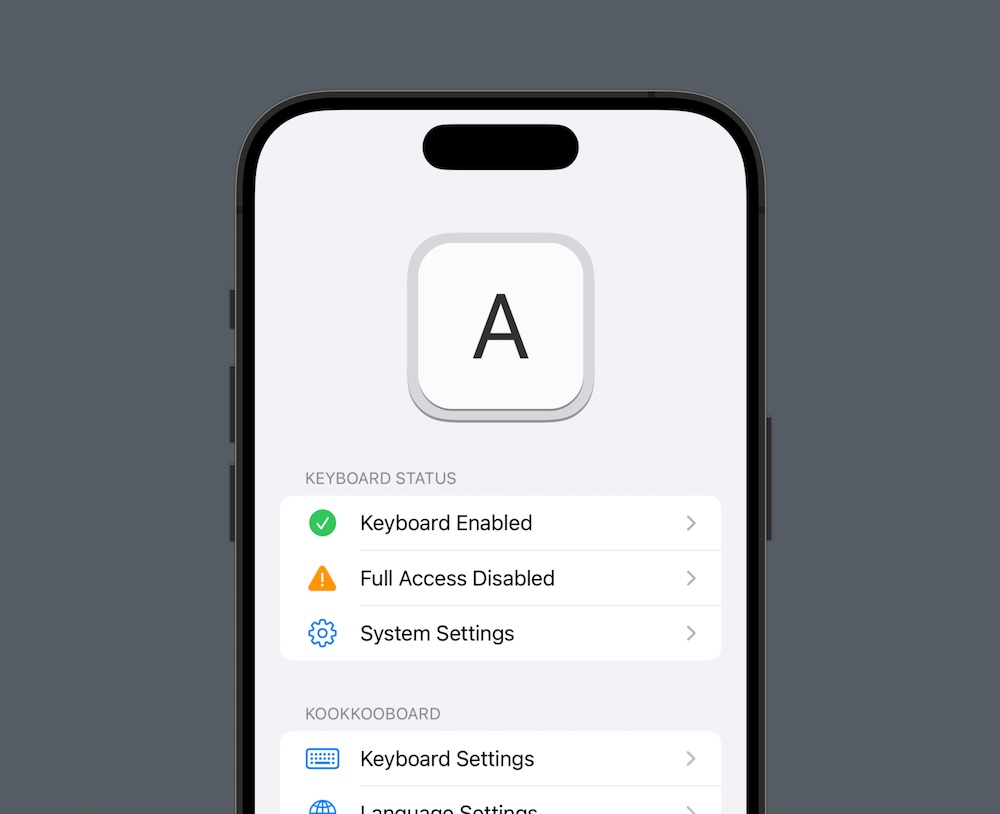 A
KEYBOARD STATUS
Keyboard Enabled
Full Access Disabled
System Settings
KOOKKOOBOARD
Keyboard Settings
Language Settings